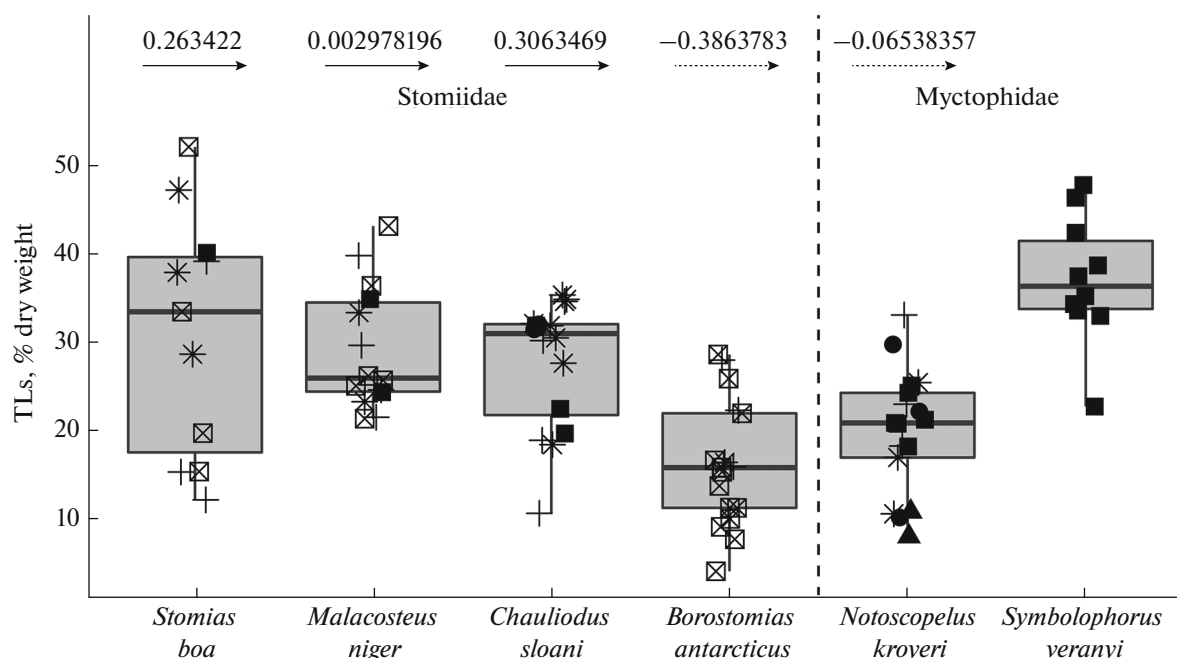 0.263422 0.002978196 0.3063469 −0.3863783 −0.06538357
Stomiidae Myctophidae
TLs, % dry weight
50
40
30
20
10
Stomias Malacosteus Chauliodus Borostomias Notoscopelus Symbolophorus
boa niger sloani antarcticus kroyeri veranyi